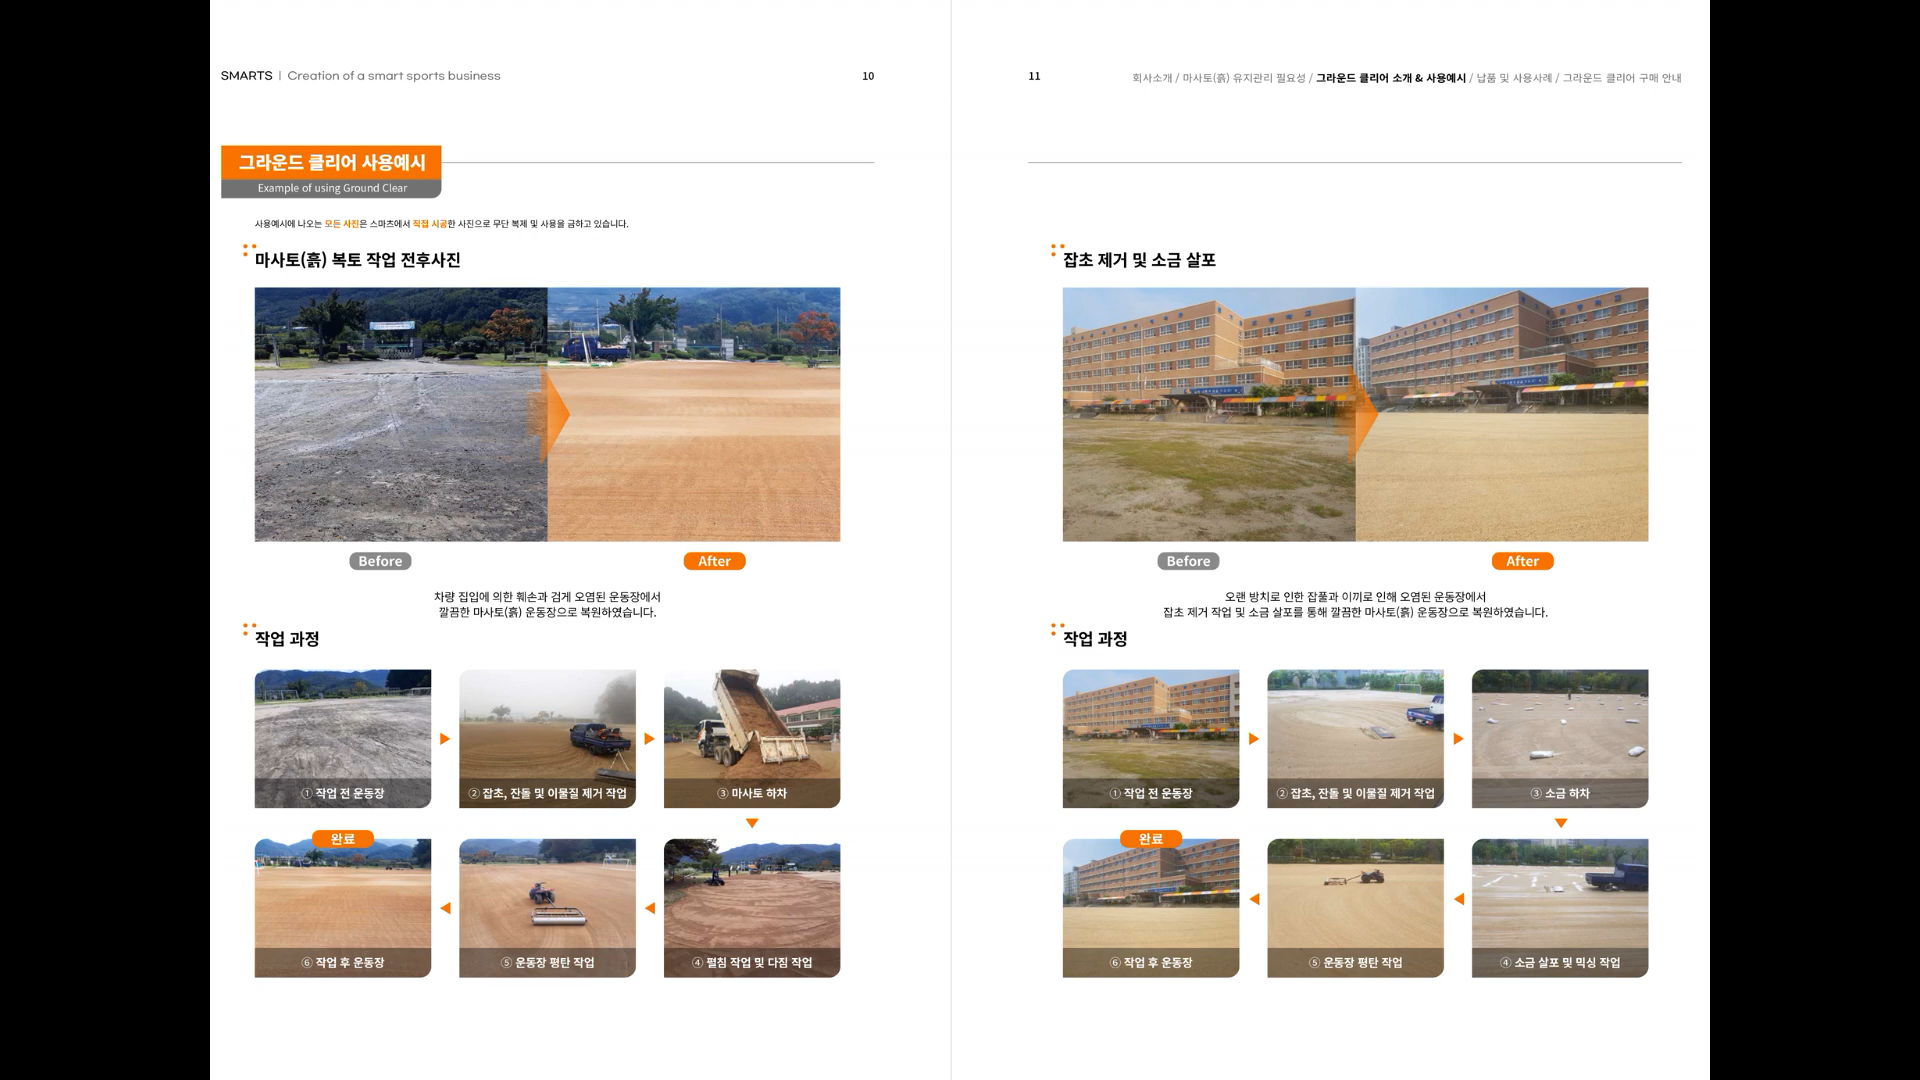 SMARTS | Creation of a smart sports business
10
그라운드 클리어 사용예시
Example of using Ground Clear
사용예시에 나오는 모든 사진은 스마츠에서 직접 시공한 사진으로 무단 복제 및 사용을 금하고 있습니다.
마사토(흙) 복토 작업 전후사진
Before
After
차량 집입에 의한 훼손과 검게 오염된 운동장에서
깔끔한 마사토(흙) 운동장으로 복원하였습니다.
작업 과정
① 작업 전 운동장
② 잡초, 잔돌 및 이물질 제거 작업
③ 마사토 하차
완료
⑥ 작업 후 운동장
⑤ 운동장 평탄 작업
④ 펼침 작업 및 다짐 작업
11
회사소개 / 마사토(흙) 유지관리 필요성 / 그라운드 클리어 소개 & 사용예시 / 납품 및 사용사례 / 그라운드 클리어 구매 안내
잡초 제거 및 소금 살포
Before
After
오랜 방치로 인한 잡풀과 이끼로 인해 오염된 운동장에서
잡초 제거 작업 및 소금 살포를 통해 깔끔한 마사토(흙) 운동장으로 복원하였습니다.
작업 과정
① 작업 전 운동장
② 잡초, 잔돌 및 이물질 제거 작업
③ 소금 하차
완료
⑥ 작업 후 운동장
⑤ 운동장 평탄 작업
④ 소금 살포 및 믹싱 작업